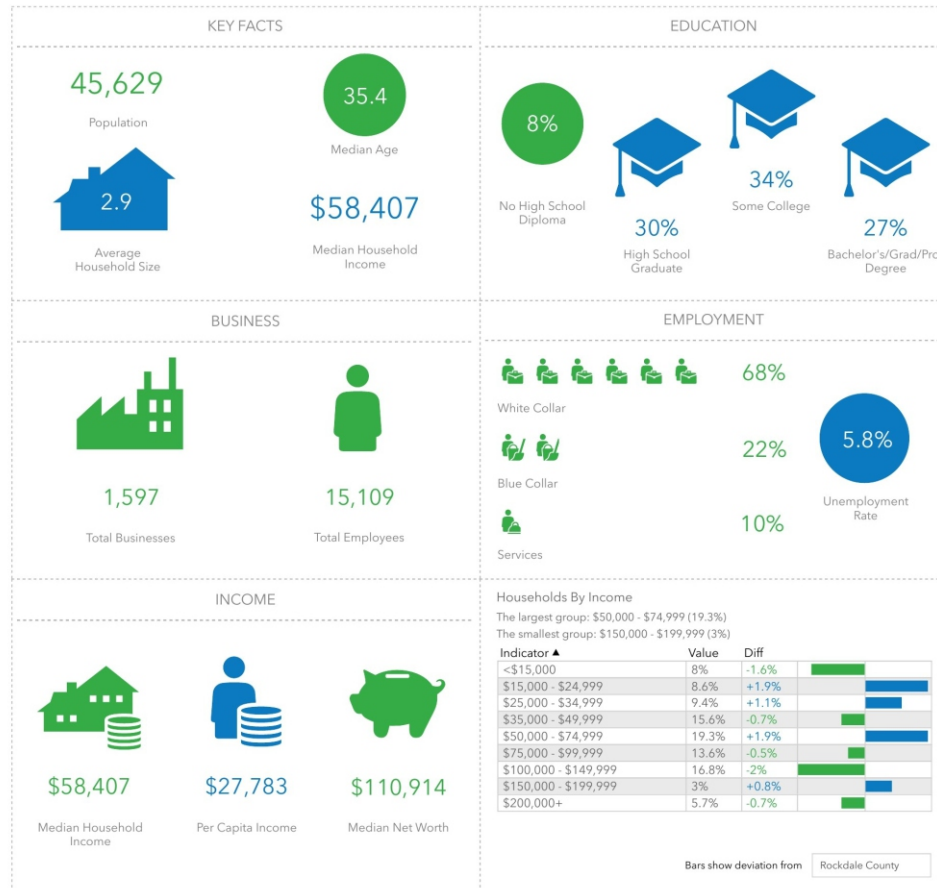 KEY FACTS
45,629
Population
35.4
Median Age
2.9
Average
Household Size
$58,407
Median Household
Income
EDUCATION
8%
No High School
Diploma
30%
High School
Graduate
34%
Some College
27%
Bachelor's/Grad/Pro
Degree
BUSINESS
1,597
Total Businesses
15,109
Total Employees
EMPLOYMENT
68%
White Collar
22%
Blue Collar
10%
Services
5.8%
Unemployment
Rate
INCOME
$58,407
Median Household
Income
$27,783
Per Capita Income
$110,914
Median Net Worth
Households By Income
The largest group: $50,000 - $74,999 (19.3%)
The smallest group: $150,000 - $199,999 (3%)
Indicator ▲ Value Diff
<$15,000 8% -1.6%
$15,000 - $24,999 8.6% +1.9%
$25,000 - $34,999 9.4% +1.1%
$35,000 - $49,999 15.6% -0.7%
$50,000 - $74,999 19.3% +1.9%
$75,000 - $99,999 13.6% -0.5%
$100,000 - $149,999 16.8% -2%
$150,000 - $199,999 3% +0.8%
$200,000+ 5.7% -0.7%
Bars show deviation from Rockdale County